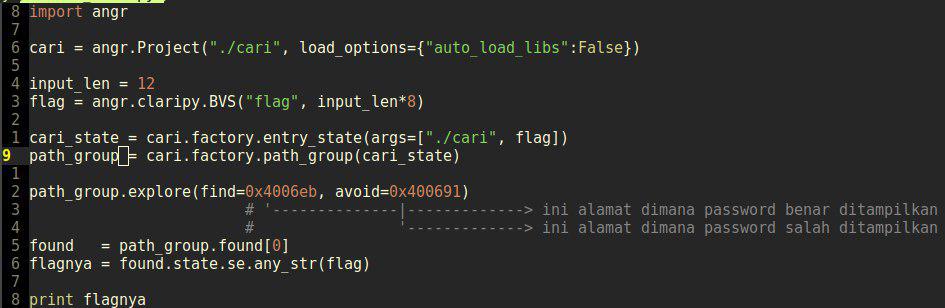 8 import angr
7
6 cari = angr.Project("./cari", load_options={"auto_load_libs":False})
5
4 input_len = 12
3 flag = angr.claripy.BVS("flag", input_len*8)
2
1 cari_state = cari.factory.entry_state(args=["./cari", flag])
9 path_group = cari.factory.path_group(cari_state)
1
2 path_group.explore(find=0x4006eb, avoid=0x400691)
3                         # '--------------|-------------> ini alamat dimana password benar ditampilkan
4                         #                '-------------> ini alamat dimana password salah ditampilkan
5 found   = path_group.found[0]
6 flagnya = found.state.se.any_str(flag)
7
8 print flagnya